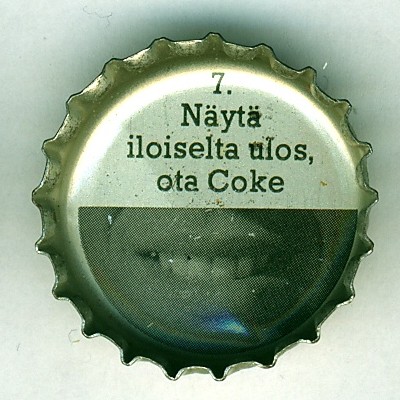 7.
Näytä
iloiselta ulos,
ota Coke